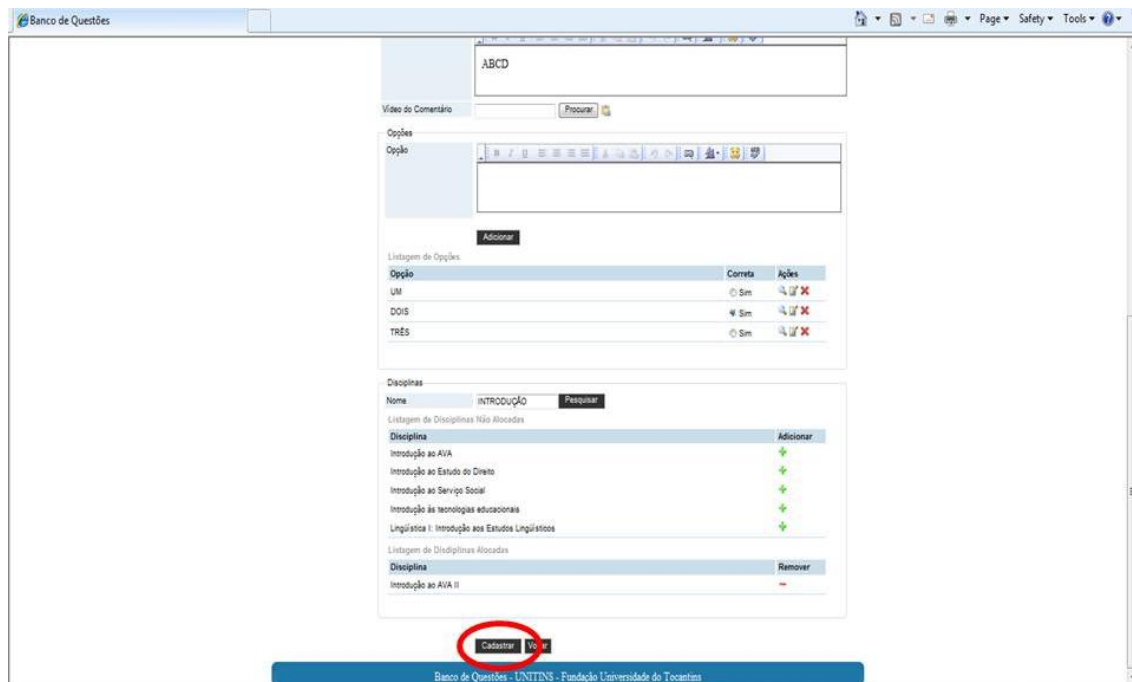 Banco de Questões
Page Safety Tools
ABCD
Vídeo do Comentário Procurar
Opções
Opção
Adicionar
Listagem de Opções
Opção Correta Ações
UM Sim
DOIS Sim
TRÊS Sim
Disciplinas
Nome INTRODUÇÃO Pesquisar
Listagem de Disciplinas Não Alocadas
Disciplina Adicionar
Introdução ao AVA
Introdução ao Estudo do Direito
Introdução ao Serviço Social
Introdução às tecnologias educacionais
Lingüística I: Introdução aos Estudos Lingüísticos
Listagem de Disdiplinas Alocadas
Disciplina Remover
Introdução ao AVA II
Cadastrar Voltar
Banco de Questões - UNITINS - Fundação Universidade do Tocantins